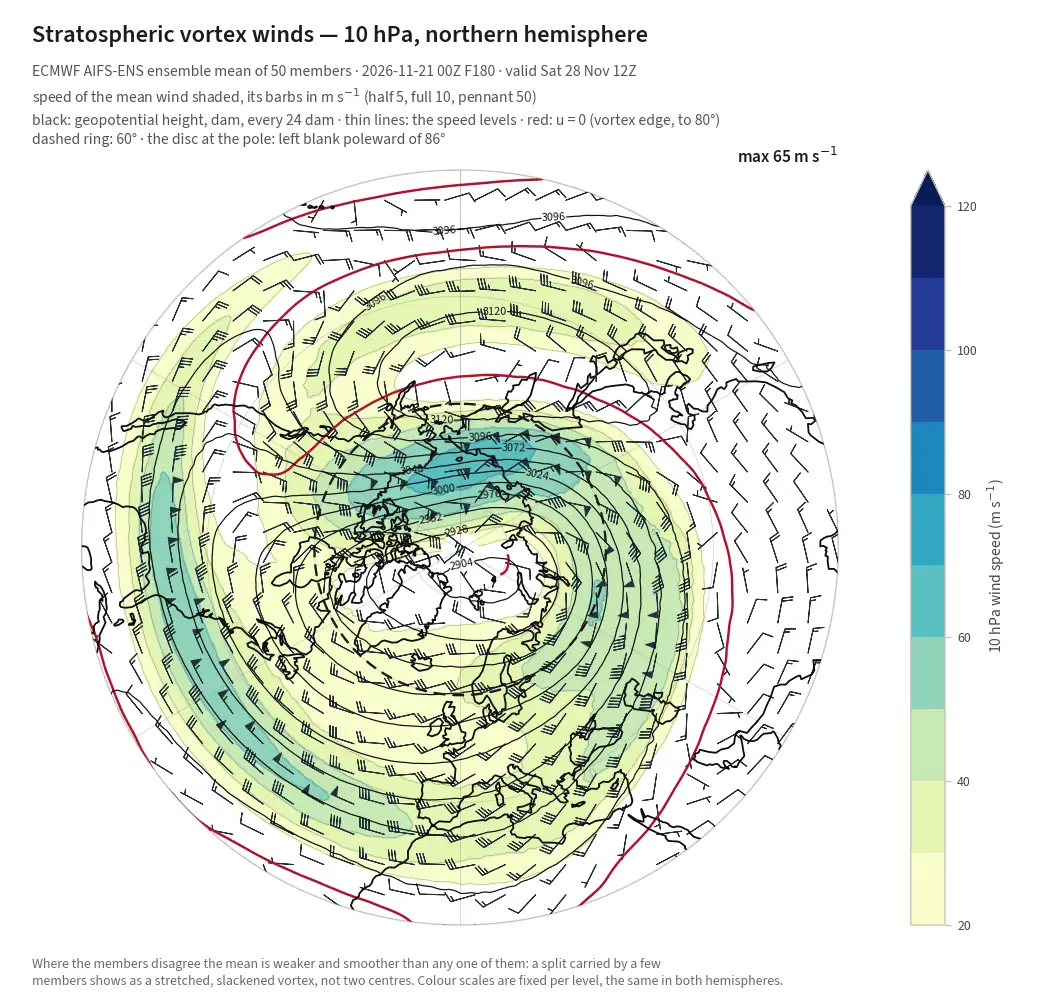 Stratospheric vortex winds — 10 hPa, northern hemisphere
ECMWF AIFS-ENS ensemble mean of 50 members · 2026-11-21 00Z F180 · valid Sat 28 Nov 12Z
speed of the mean wind shaded, its barbs in m s⁻¹ (half 5, full 10, pennant 50)
black: geopotential height, dam, every 24 dam · thin lines: the speed levels · red: u = 0 (vortex edge, to 80°)
dashed ring: 60° · the disc at the pole: left blank poleward of 86°
max 65 m s⁻¹
120
100
80
60
40
20
10 hPa wind speed (m s⁻¹)
3096
3096
3096
3096
3120
3120
3096
3072
3048
3024
3000
2976
2952
2928
2904
Where the members disagree the mean is weaker and smoother than any one of them: a split carried by a few
members shows as a stretched, slackened vortex, not two centres. Colour scales are fixed per level, the same in both hemispheres.